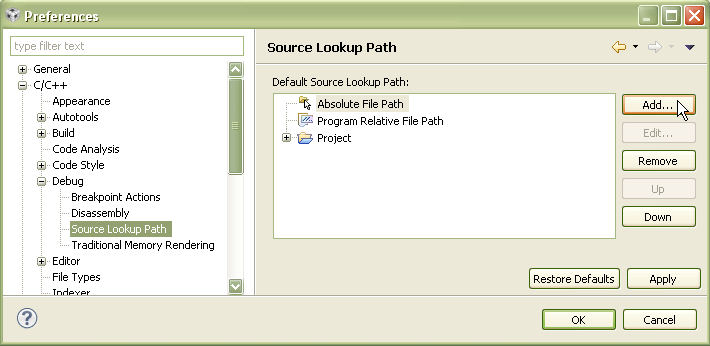 Preferences
type filter text
General
C/C++
Appearance
Autotools
Build
Code Analysis
Code Style
Debug
Breakpoint Actions
Disassembly
Source Lookup Path
Traditional Memory Rendering
Editor
File Types
Indexer
Source Lookup Path
Default Source Lookup Path:
Absolute File Path
Program Relative File Path
Project
Add...
Edit...
Remove
Up
Down
Restore Defaults Apply
? OK Cancel